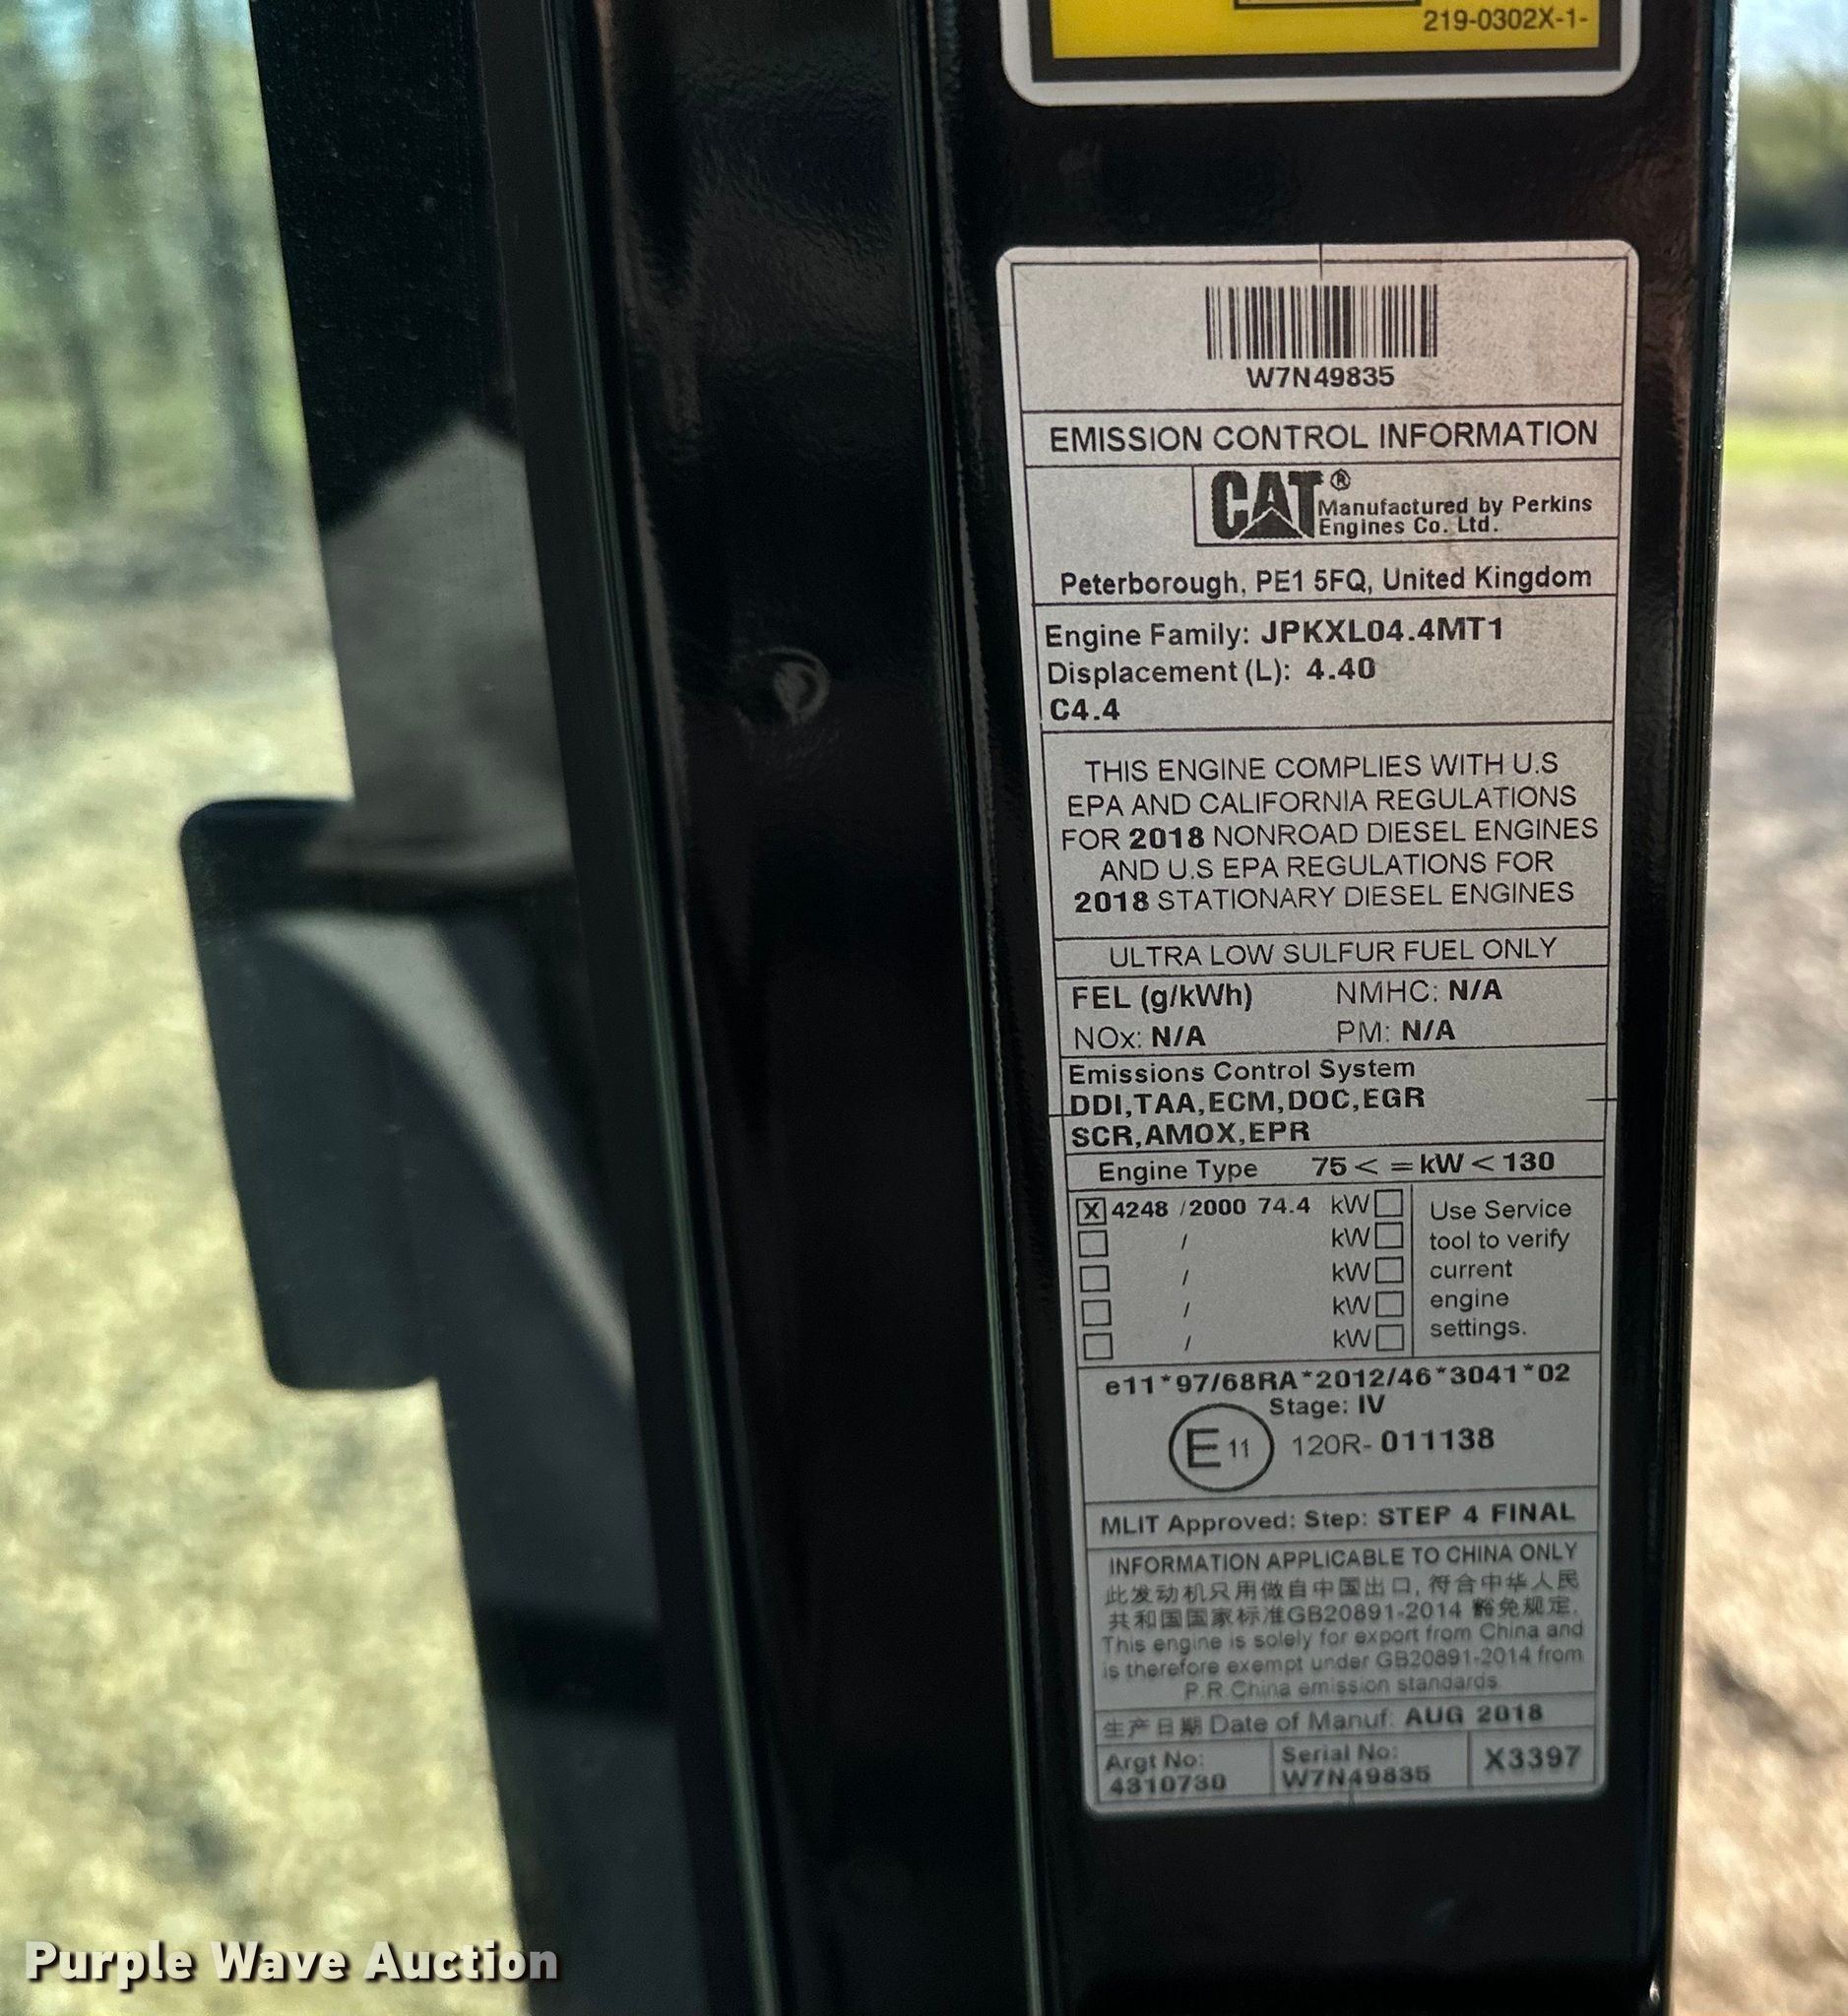 219-0302X-1-
W7N49835
EMISSION CONTROL INFORMATION
CAT®
Manufactured by Perkins
Engines Co. Ltd.
Peterborough, PE1 5FQ, United Kingdom
Engine Family: JPKXL04.4MT1
Displacement (L): 4.40
C4.4
THIS ENGINE COMPLIES WITH U.S
EPA AND CALIFORNIA REGULATIONS
FOR 2018 NONROAD DIESEL ENGINES
AND U.S EPA REGULATIONS FOR
2018 STATIONARY DIESEL ENGINES
ULTRA LOW SULFUR FUEL ONLY
FEL (g/kWh) NMHC: N/A
NOx: N/A PM: N/A
Emissions Control System
DDI,TAA,ECM,DOC,EGR
SCR,AMOX,EPR
Engine Type 75 < = kW < 130
X 4248 /2000 74.4 kW
/ kW
/ kW
/ kW
/ kW
Use Service
tool to verify
current
engine
settings.
e11*97/68RA*2012/46*3041*02
Stage: IV
E 11 120R- 011138
MLIT Approved: Step: STEP 4 FINAL
INFORMATION APPLICABLE TO CHINA ONLY
此发动机只用做自中国出口, 符合中华人民
共和国国家标准GB20891-2014 豁免规定.
This engine is solely for export from China and
is therefore exempt under GB20891-2014 from
P.R.China emission standards.
生产日期 Date of Manuf: AUG 2018
Argt No:
4310730
Serial No:
W7N49835
X3397
Purple Wave Auction